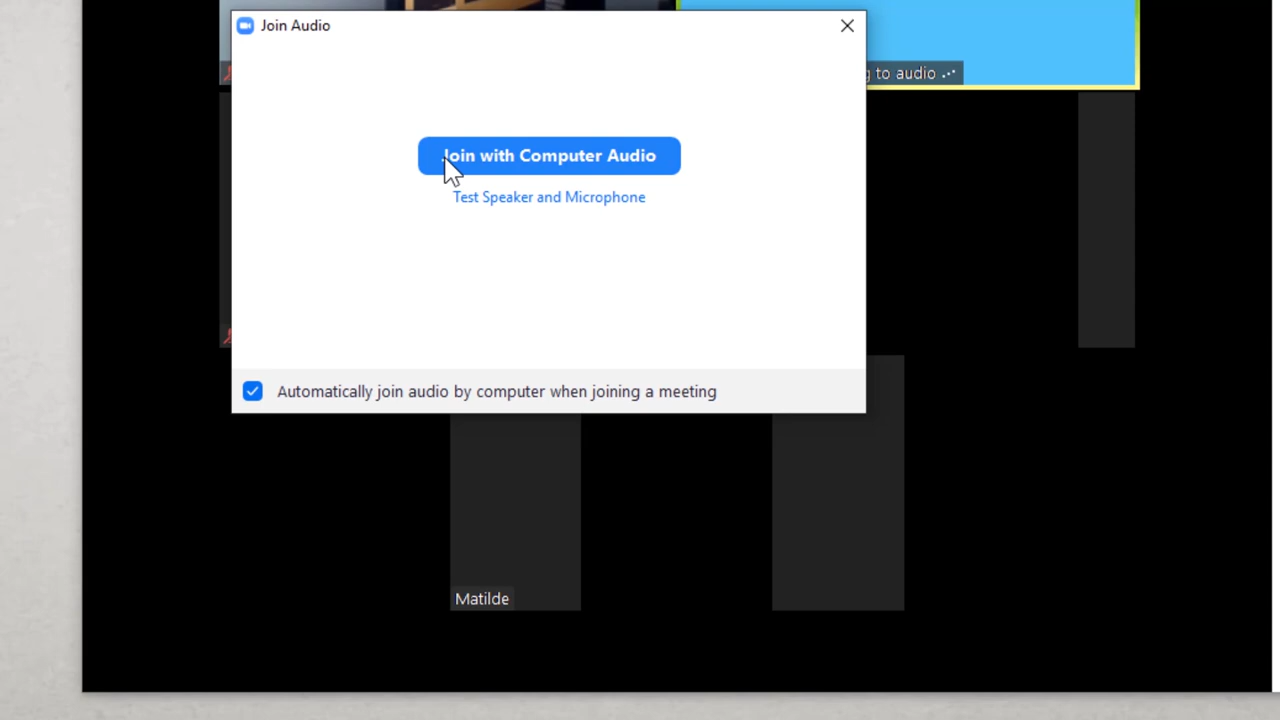 Join Audio
to audio
Join with Computer Audio
Test Speaker and Microphone
Automatically join audio by computer when joining a meeting
Matilde